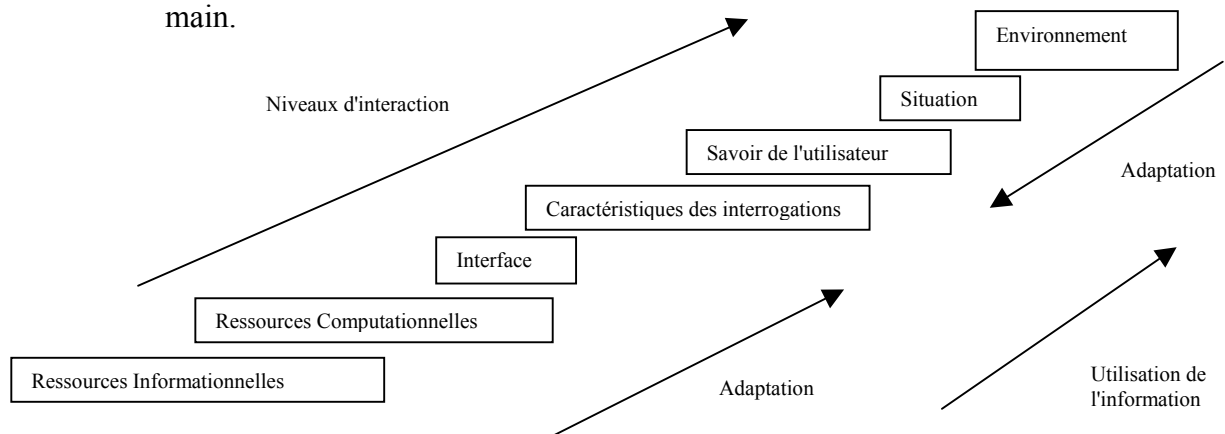 main.
Environnement
Niveaux d'interaction
Situation
Savoir de l'utilisateur
Adaptation
Caractéristiques des interrogations
Interface
Ressources Computationnelles
Ressources Informationnelles
Adaptation
Utilisation de
l'information